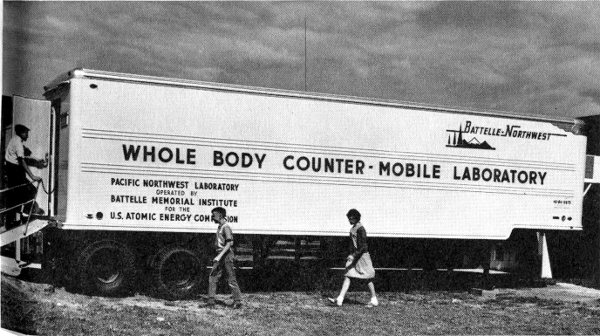 BATTELLE-NORTHWEST
WHOLE BODY COUNTER - MOBILE LABORATORY
PACIFIC NORTHWEST LABORATORY
OPERATED BY
BATTELLE MEMORIAL INSTITUTE
FOR THE
U.S. ATOMIC ENERGY COMMISSION